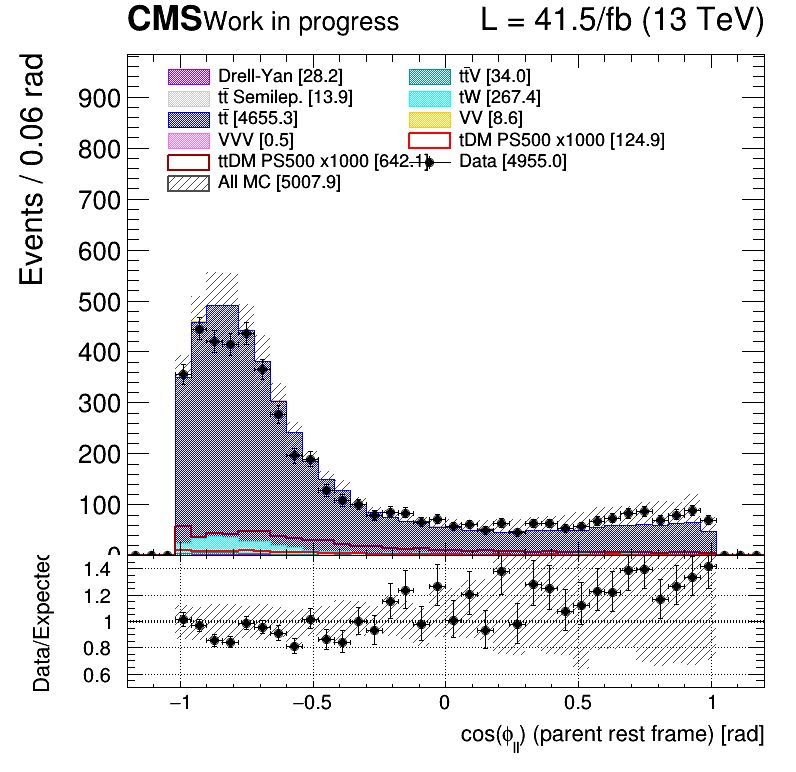 CMS Work in progress L = 41.5/fb (13 TeV)
Events / 0.06 rad
Drell-Yan [28.2] tt̄V [34.0]
tt̄ Semilep. [13.9] tW [267.4]
tt̄ [4655.3] VV [8.6]
VVV [0.5] tDM PS500 x1000 [124.9]
ttDM PS500 x1000 [642.1] Data [4955.0]
All MC [5007.9]
900
800
700
600
500
400
300
200
100
0
Data/Expected
1.4
1.2
1
0.8
0.6
−1 −0.5 0 0.5 1
cos(ϕ_ll) (parent rest frame) [rad]